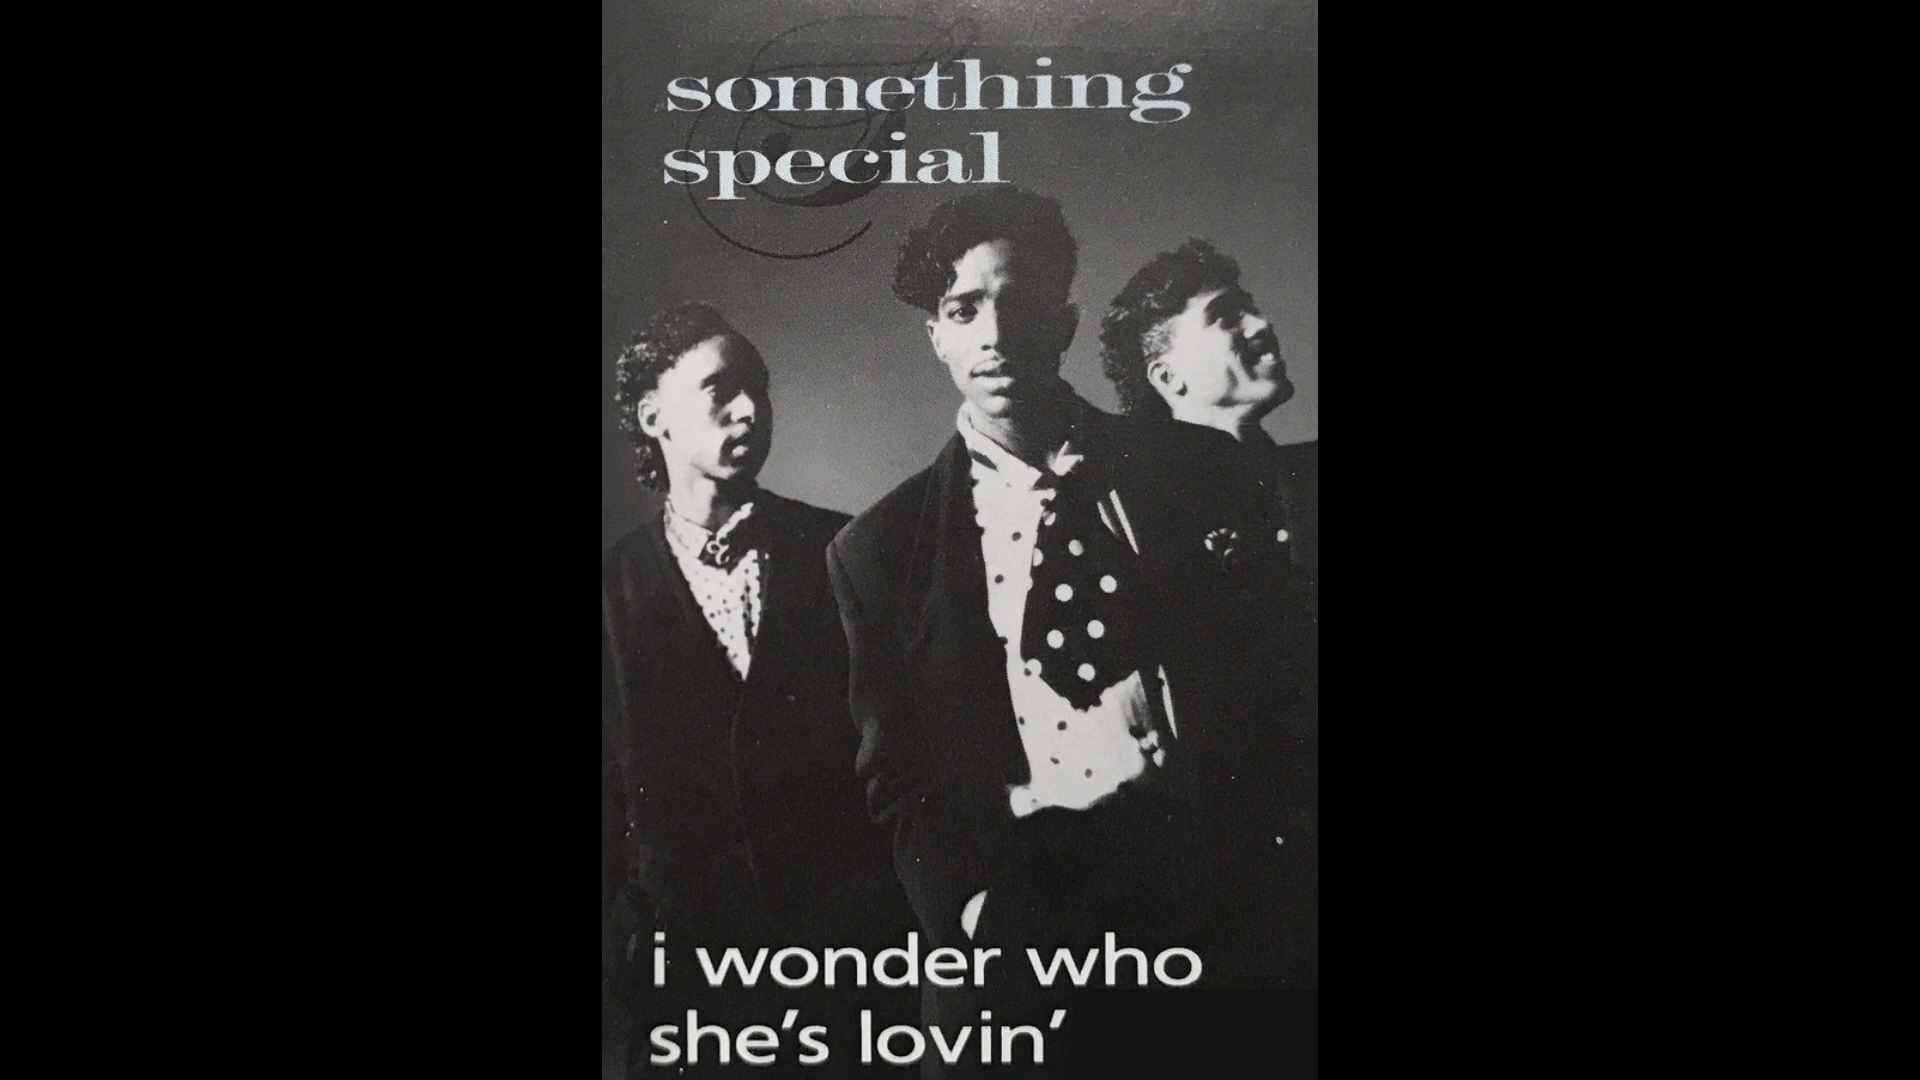 something
special
i wonder who
she's lovin'